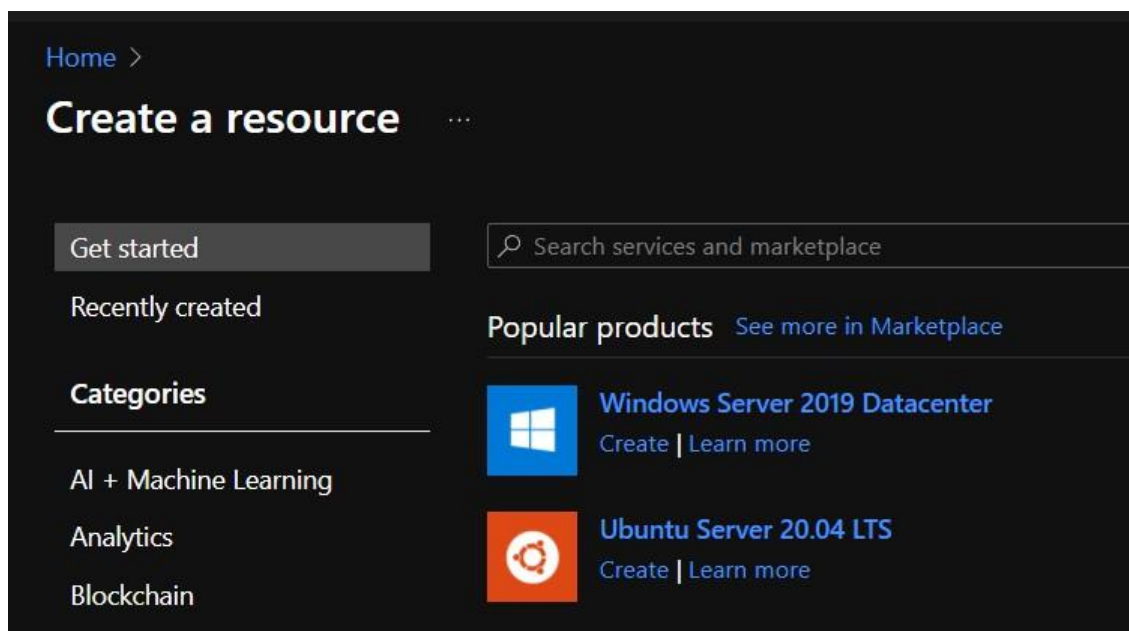 Home >
Create a resource ...
Get started
Recently created
Categories
AI + Machine Learning
Analytics
Blockchain
Search services and marketplace
Popular products See more in Marketplace
Windows Server 2019 Datacenter
Create | Learn more
Ubuntu Server 20.04 LTS
Create | Learn more